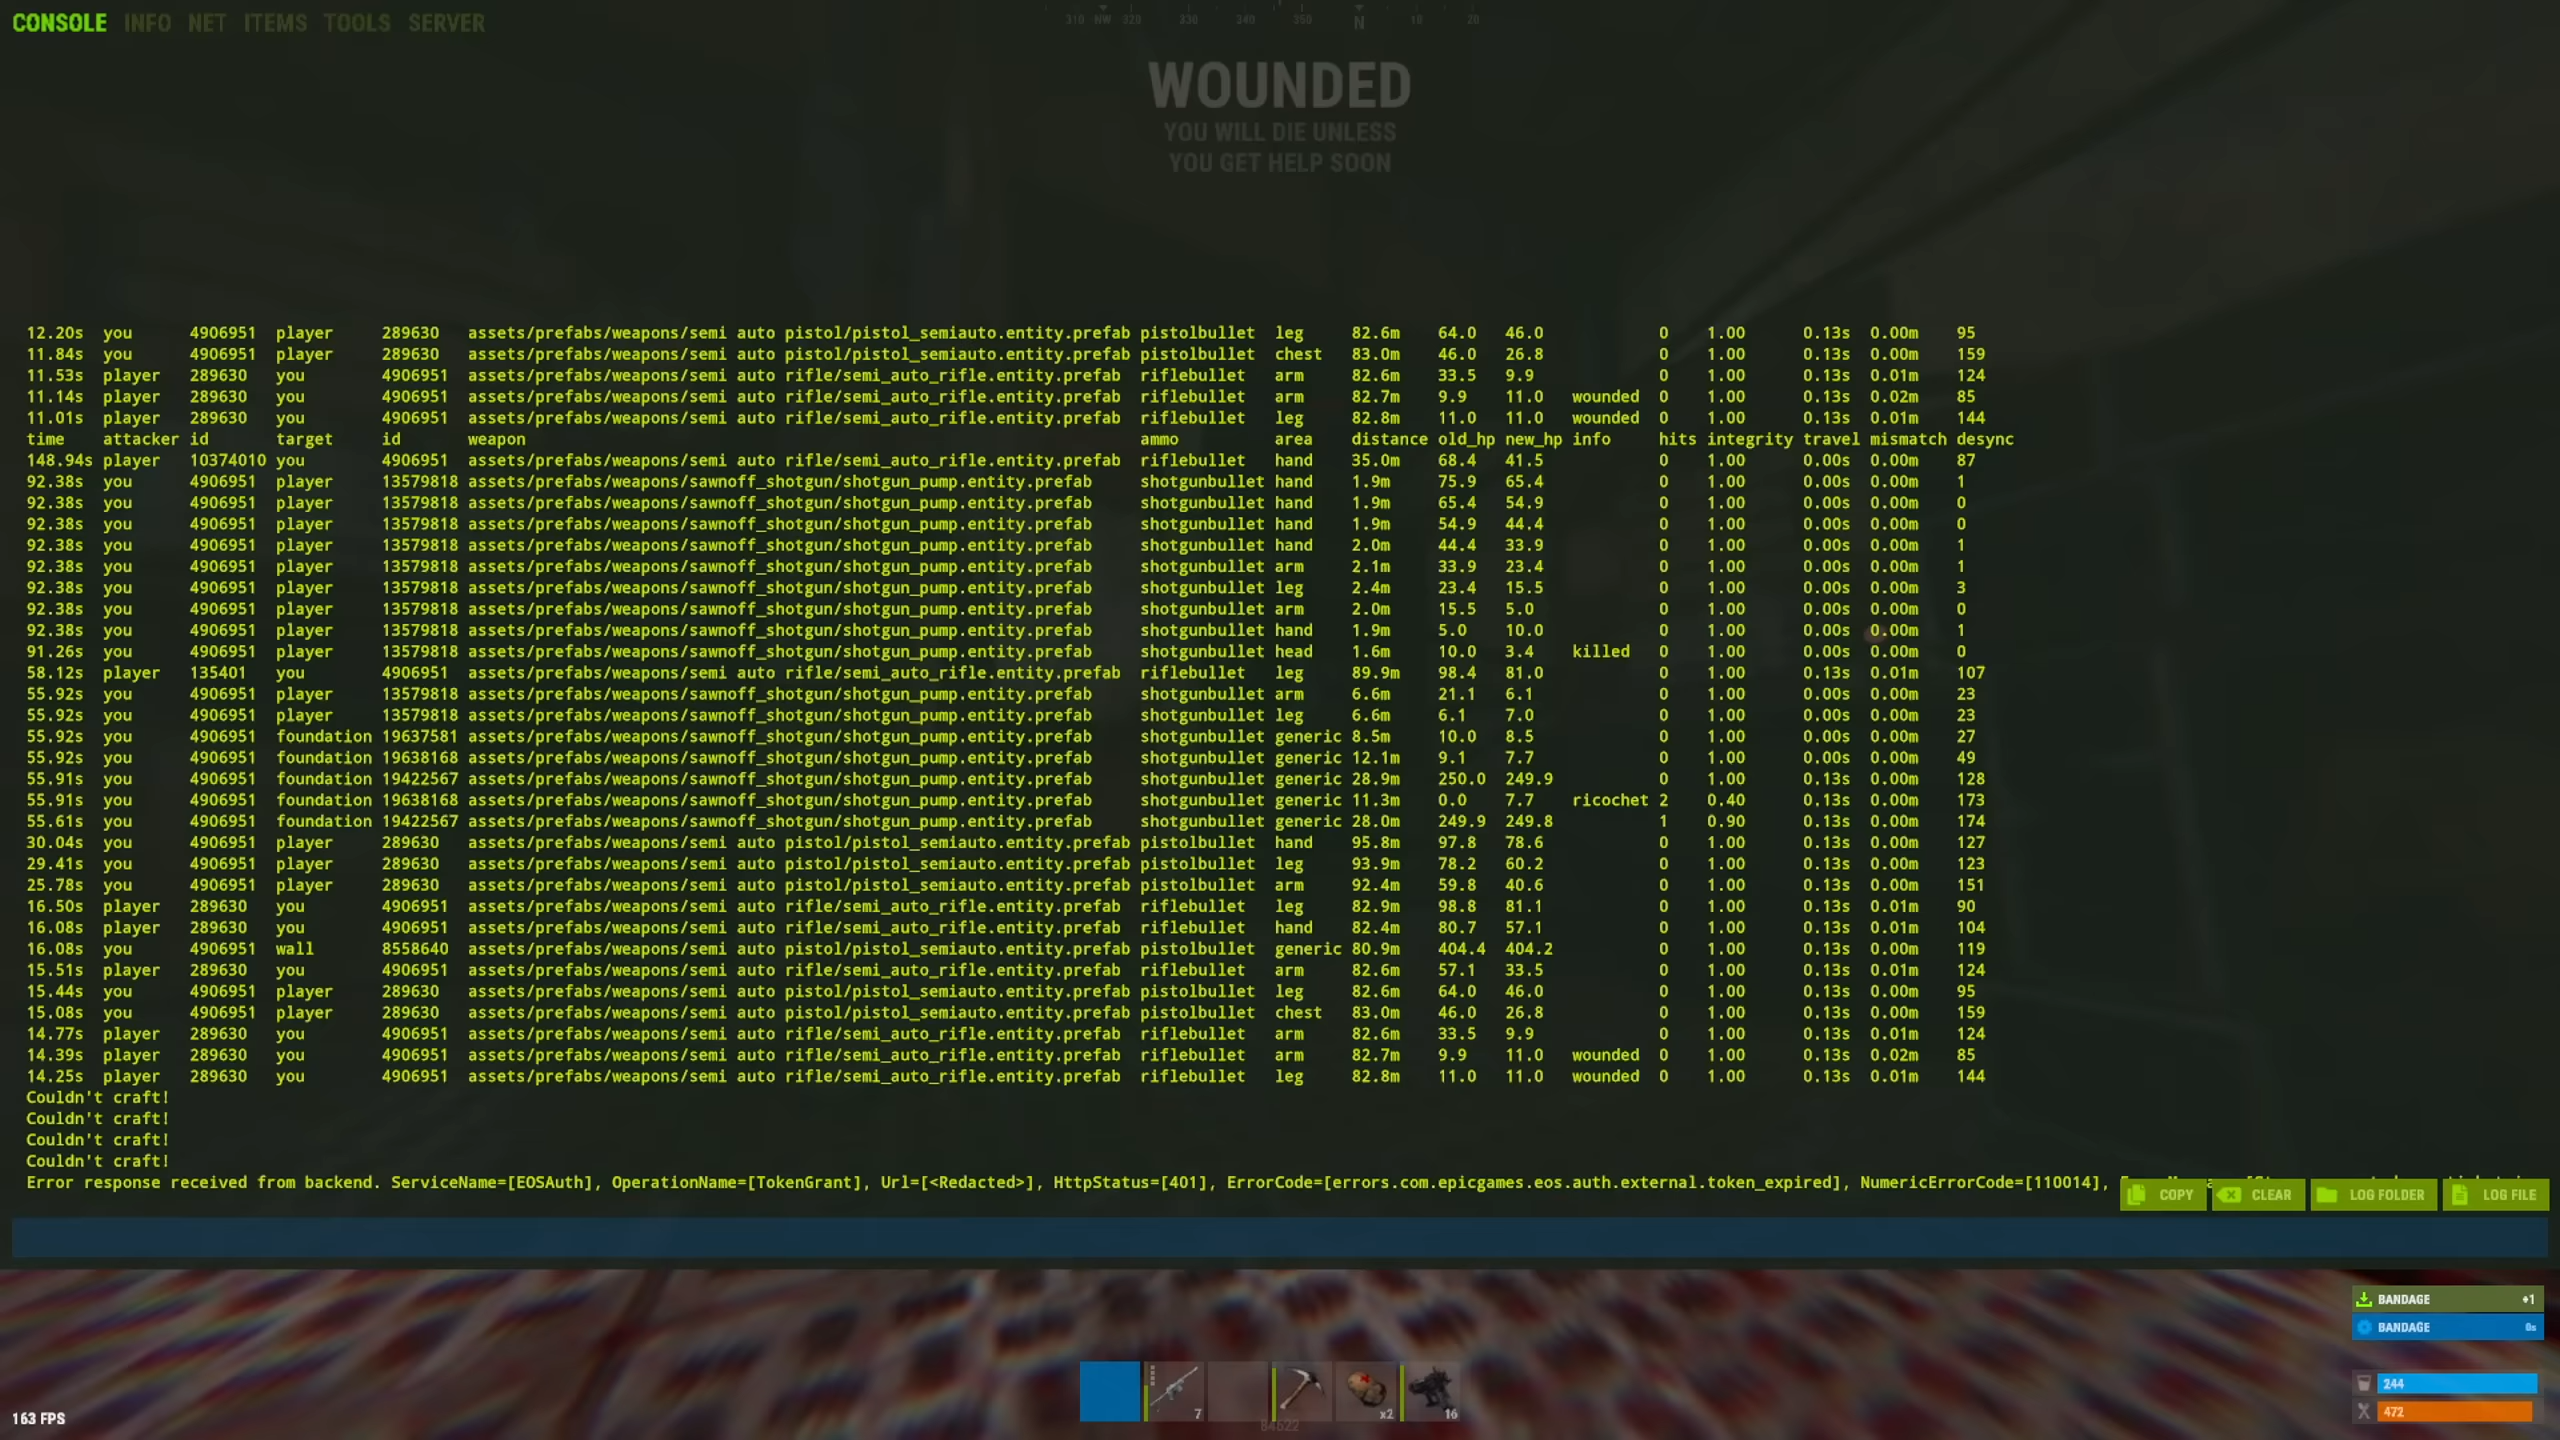 CONSOLE INFO NET ITEMS TOOLS SERVER
310 NW 320 330 340 350 N 10 20
WOUNDED
YOU WILL DIE UNLESS
YOU GET HELP SOON
12.20s you 4906951 player 289630 assets/prefabs/weapons/semi auto pistol/pistol_semiauto.entity.prefab pistolbullet leg 82.6m 64.0 46.0 0 1.00 0.13s 0.00m 95
11.84s you 4906951 player 289630 assets/prefabs/weapons/semi auto pistol/pistol_semiauto.entity.prefab pistolbullet chest 83.0m 46.0 26.8 0 1.00 0.13s 0.00m 159
11.53s player 289630 you 4906951 assets/prefabs/weapons/semi auto rifle/semi_auto_rifle.entity.prefab riflebullet arm 82.6m 33.5 9.9 0 1.00 0.13s 0.01m 124
11.14s player 289630 you 4906951 assets/prefabs/weapons/semi auto rifle/semi_auto_rifle.entity.prefab riflebullet arm 82.7m 9.9 11.0 wounded 0 1.00 0.13s 0.02m 85
11.01s player 289630 you 4906951 assets/prefabs/weapons/semi auto rifle/semi_auto_rifle.entity.prefab riflebullet leg 82.8m 11.0 11.0 wounded 0 1.00 0.13s 0.01m 144
time attacker id target id weapon ammo area distance old_hp new_hp info hits integrity travel mismatch desync
148.94s player 10374010 you 4906951 assets/prefabs/weapons/semi auto rifle/semi_auto_rifle.entity.prefab riflebullet hand 35.0m 68.4 41.5 0 1.00 0.00s 0.00m 87
92.38s you 4906951 player 13579818 assets/prefabs/weapons/sawnoff_shotgun/shotgun_pump.entity.prefab shotgunbullet hand 1.9m 75.9 65.4 0 1.00 0.00s 0.00m 1
92.38s you 4906951 player 13579818 assets/prefabs/weapons/sawnoff_shotgun/shotgun_pump.entity.prefab shotgunbullet hand 1.9m 65.4 54.9 0 1.00 0.00s 0.00m 0
92.38s you 4906951 player 13579818 assets/prefabs/weapons/sawnoff_shotgun/shotgun_pump.entity.prefab shotgunbullet hand 1.9m 54.9 44.4 0 1.00 0.00s 0.00m 0
92.38s you 4906951 player 13579818 assets/prefabs/weapons/sawnoff_shotgun/shotgun_pump.entity.prefab shotgunbullet hand 2.0m 44.4 33.9 0 1.00 0.00s 0.00m 1
92.38s you 4906951 player 13579818 assets/prefabs/weapons/sawnoff_shotgun/shotgun_pump.entity.prefab shotgunbullet arm 2.1m 33.9 23.4 0 1.00 0.00s 0.00m 1
92.38s you 4906951 player 13579818 assets/prefabs/weapons/sawnoff_shotgun/shotgun_pump.entity.prefab shotgunbullet leg 2.4m 23.4 15.5 0 1.00 0.00s 0.00m 3
92.38s you 4906951 player 13579818 assets/prefabs/weapons/sawnoff_shotgun/shotgun_pump.entity.prefab shotgunbullet arm 2.0m 15.5 5.0 0 1.00 0.00s 0.00m 0
92.38s you 4906951 player 13579818 assets/prefabs/weapons/sawnoff_shotgun/shotgun_pump.entity.prefab shotgunbullet hand 1.9m 5.0 10.0 0 1.00 0.00s 0.00m 1
91.26s you 4906951 player 13579818 assets/prefabs/weapons/sawnoff_shotgun/shotgun_pump.entity.prefab shotgunbullet head 1.6m 10.0 3.4 killed 0 1.00 0.00s 0.00m 0
58.12s player 135401 you 4906951 assets/prefabs/weapons/semi auto rifle/semi_auto_rifle.entity.prefab riflebullet leg 89.9m 98.4 81.0 0 1.00 0.13s 0.01m 107
55.92s you 4906951 player 13579818 assets/prefabs/weapons/sawnoff_shotgun/shotgun_pump.entity.prefab shotgunbullet arm 6.6m 21.1 6.1 0 1.00 0.00s 0.00m 23
55.92s you 4906951 player 13579818 assets/prefabs/weapons/sawnoff_shotgun/shotgun_pump.entity.prefab shotgunbullet leg 6.6m 6.1 7.0 0 1.00 0.00s 0.00m 23
55.92s you 4906951 foundation 19637581 assets/prefabs/weapons/sawnoff_shotgun/shotgun_pump.entity.prefab shotgunbullet generic 8.5m 10.0 8.5 0 1.00 0.00s 0.00m 27
55.92s you 4906951 foundation 19638168 assets/prefabs/weapons/sawnoff_shotgun/shotgun_pump.entity.prefab shotgunbullet generic 12.1m 9.1 7.7 0 1.00 0.00s 0.00m 49
55.91s you 4906951 foundation 19422567 assets/prefabs/weapons/sawnoff_shotgun/shotgun_pump.entity.prefab shotgunbullet generic 28.9m 250.0 249.9 0 1.00 0.13s 0.00m 128
55.91s you 4906951 foundation 19638168 assets/prefabs/weapons/sawnoff_shotgun/shotgun_pump.entity.prefab shotgunbullet generic 11.3m 0.0 7.7 ricochet 2 0.40 0.13s 0.00m 173
55.61s you 4906951 foundation 19422567 assets/prefabs/weapons/sawnoff_shotgun/shotgun_pump.entity.prefab shotgunbullet generic 28.0m 249.9 249.8 1 0.90 0.13s 0.00m 174
30.04s you 4906951 player 289630 assets/prefabs/weapons/semi auto pistol/pistol_semiauto.entity.prefab pistolbullet hand 95.8m 97.8 78.6 0 1.00 0.13s 0.00m 127
29.41s you 4906951 player 289630 assets/prefabs/weapons/semi auto pistol/pistol_semiauto.entity.prefab pistolbullet leg 93.9m 78.2 60.2 0 1.00 0.13s 0.00m 123
25.78s you 4906951 player 289630 assets/prefabs/weapons/semi auto pistol/pistol_semiauto.entity.prefab pistolbullet arm 92.4m 59.8 40.6 0 1.00 0.13s 0.00m 151
16.50s player 289630 you 4906951 assets/prefabs/weapons/semi auto rifle/semi_auto_rifle.entity.prefab riflebullet leg 82.9m 98.8 81.1 0 1.00 0.13s 0.01m 90
16.08s player 289630 you 4906951 assets/prefabs/weapons/semi auto rifle/semi_auto_rifle.entity.prefab riflebullet hand 82.4m 80.7 57.1 0 1.00 0.13s 0.01m 104
16.08s you 4906951 wall 8558640 assets/prefabs/weapons/semi auto pistol/pistol_semiauto.entity.prefab pistolbullet generic 80.9m 404.4 404.2 0 1.00 0.13s 0.00m 119
15.51s player 289630 you 4906951 assets/prefabs/weapons/semi auto rifle/semi_auto_rifle.entity.prefab riflebullet arm 82.6m 57.1 33.5 0 1.00 0.13s 0.01m 124
15.44s you 4906951 player 289630 assets/prefabs/weapons/semi auto pistol/pistol_semiauto.entity.prefab pistolbullet leg 82.6m 64.0 46.0 0 1.00 0.13s 0.00m 95
15.08s you 4906951 player 289630 assets/prefabs/weapons/semi auto pistol/pistol_semiauto.entity.prefab pistolbullet chest 83.0m 46.0 26.8 0 1.00 0.13s 0.00m 159
14.77s player 289630 you 4906951 assets/prefabs/weapons/semi auto rifle/semi_auto_rifle.entity.prefab riflebullet arm 82.6m 33.5 9.9 0 1.00 0.13s 0.01m 124
14.39s player 289630 you 4906951 assets/prefabs/weapons/semi auto rifle/semi_auto_rifle.entity.prefab riflebullet arm 82.7m 9.9 11.0 wounded 0 1.00 0.13s 0.02m 85
14.25s player 289630 you 4906951 assets/prefabs/weapons/semi auto rifle/semi_auto_rifle.entity.prefab riflebullet leg 82.8m 11.0 11.0 wounded 0 1.00 0.13s 0.01m 144
Couldn't craft!
Couldn't craft!
Couldn't craft!
Couldn't craft!
Error response received from backend. ServiceName=[EOSAuth], OperationName=[TokenGrant], Url=[<Redacted>], HttpStatus=[401], ErrorCode=[errors.com.epicgames.eos.auth.external.token_expired], NumericErrorCode=[110014],
COPY CLEAR LOG FOLDER LOG FILE
BANDAGE +1
BANDAGE 0s
7 x2 16
244
472
163 FPS